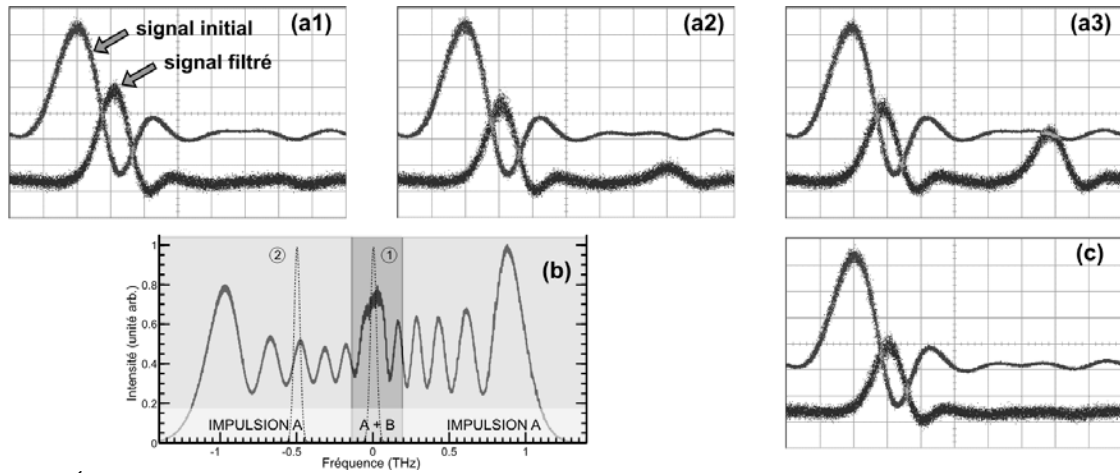 (a1)
signal initial
signal filtré
(a2)
(a3)
(b)
②
①
1
0.8
0.6
0.4
0.2
0
Intensité (unité arb.)
IMPULSION A
A + B
IMPULSION A
-1
-0.5
0
0.5
1
Fréquence (THz)
(c)